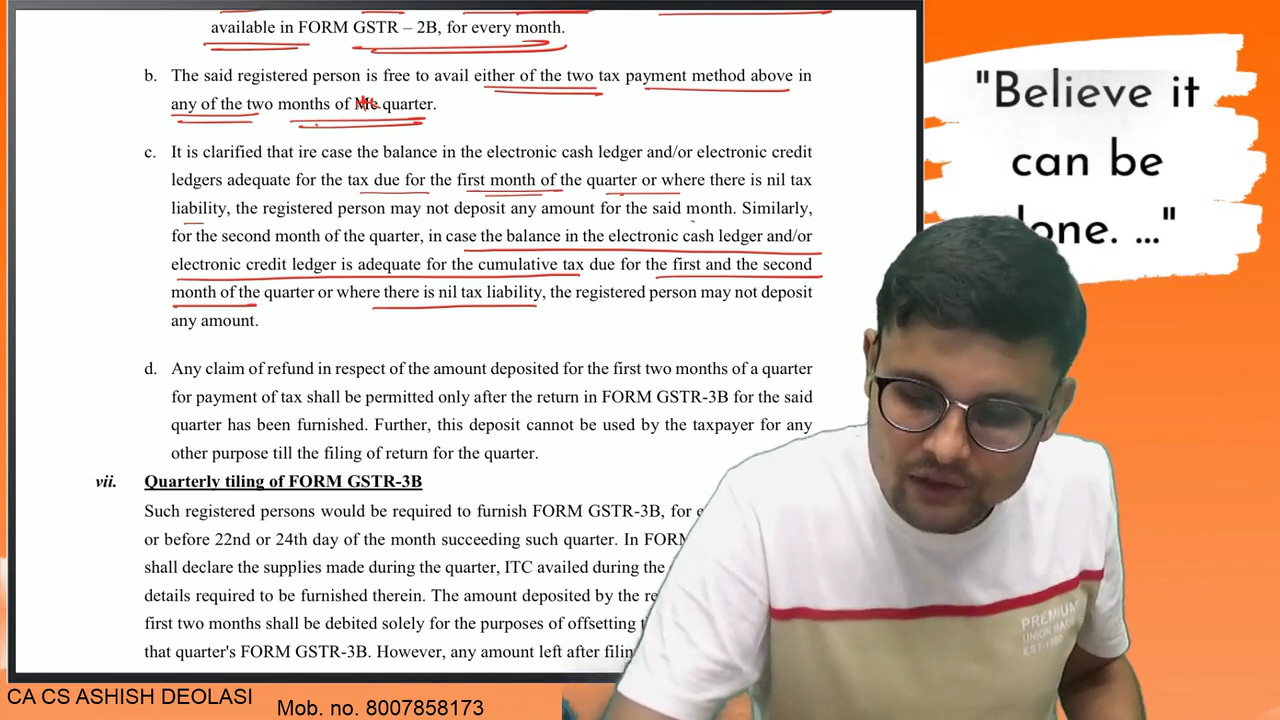 available in FORM GSTR – 2B, for every month.
b. The said registered person is free to avail either of the two tax payment method above in
any of the two months of quarter.
c. It is clarified that ire case the balance in the electronic cash ledger and/or electronic credit
ledgers adequate for the tax due for the first month of the quarter or where there is nil tax
liability, the registered person may not deposit any amount for the said month. Similarly,
for the second month of the quarter, in case the balance in the electronic cash ledger and/or
electronic credit ledger is adequate for the cumulative tax due for the first and the second
month of the quarter or where there is nil tax liability, the registered person may not deposit
any amount.
d. Any claim of refund in respect of the amount deposited for the first two months of a quarter
for payment of tax shall be permitted only after the return in FORM GSTR-3B for the said
quarter has been furnished. Further, this deposit cannot be used by the taxpayer for any
other purpose till the filing of return for the quarter.
vii. Quarterly tiling of FORM GSTR-3B
Such registered persons would be required to furnish FORM GSTR-3B, for
or before 22nd or 24th day of the month succeeding such quarter. In FORM
shall declare the supplies made during the quarter, ITC availed during the
details required to be furnished therein. The amount deposited by the
first two months shall be debited solely for the purposes of offsetting
that quarter's FORM GSTR-3B. However, any amount left after
"Believe it
can be
one. ..."
PREMIUM
UNION MADE
CA CS ASHISH DEOLASI
Mob. no. 8007858173